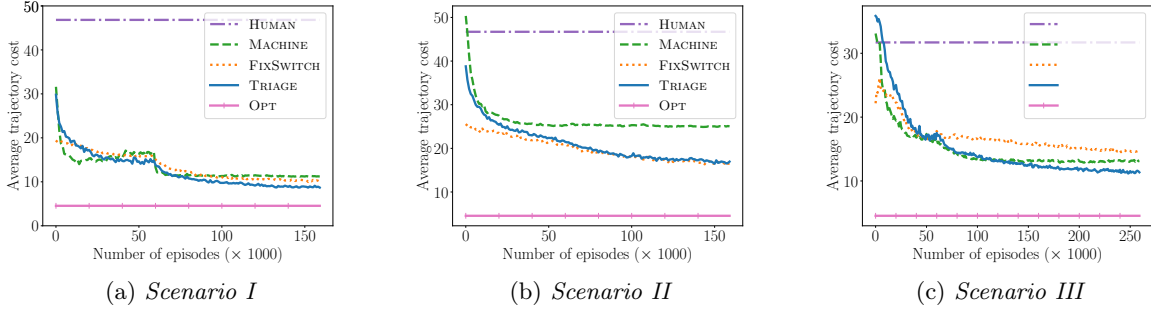 50
40
30
20
10
0
Average trajectory cost
HUMAN
MACHINE
FIXSWITCH
TRIAGE
OPT
0 50 100 150
Number of episodes (× 1000)
(a) Scenario I
50
40
30
20
10
Average trajectory cost
HUMAN
MACHINE
FIXSWITCH
TRIAGE
OPT
0 50 100 150
Number of episodes (× 1000)
(b) Scenario II
30
20
10
Average trajectory cost
0 50 100 150 200 250
Number of episodes (× 1000)
(c) Scenario III